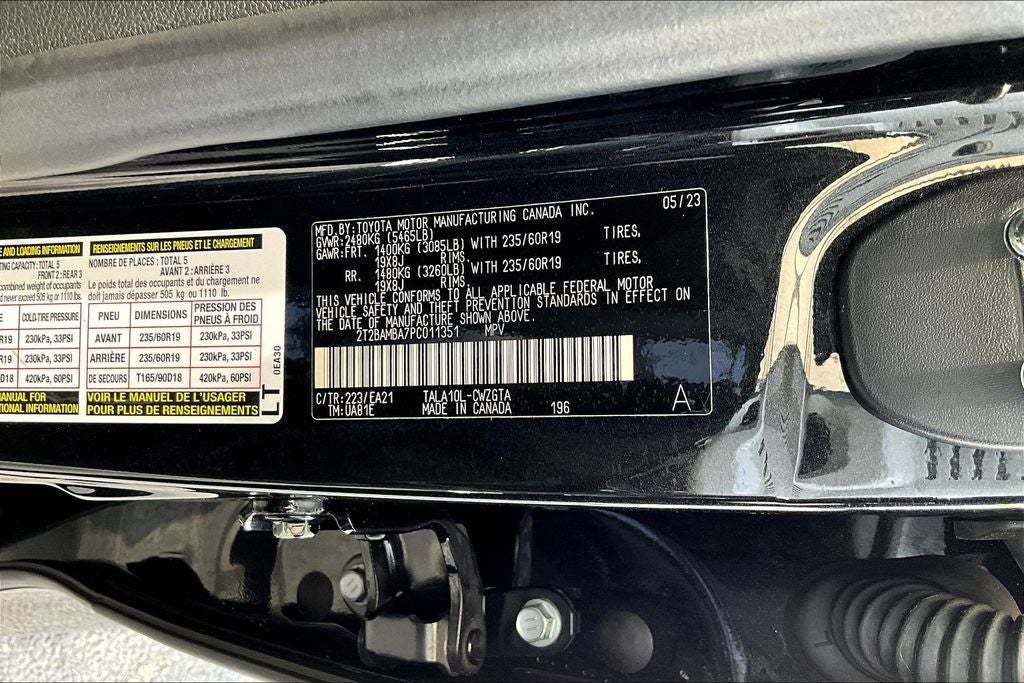 E AND LOADING INFORMATION
TING CAPACITY: TOTAL 5
FRONT 2 : REAR 3
combined weight of occupants
d never exceed 505 kg or 1110 lbs.
COLD TIRE PRESSURE
R19 230kPa, 33PSI
R19 230kPa, 33PSI
D18 420kPa, 60PSI
MANUAL FOR
TIONAL INFORMATION
RENSEIGNEMENTS SUR LES PNEUS ET LE CHARGEMENT
NOMBRE DE PLACES : TOTAL 5
AVANT 2 : ARRIÈRE 3
Le poids total des occupants et du chargement ne
doit jamais dépasser 505 kg ou 1110 lb.
PNEU DIMENSIONS PRESSION DES PNEUS À FROID
AVANT 235/60R19 230kPa, 33PSI
ARRIÈRE 235/60R19 230kPa, 33PSI
DE SECOURS T165/90D18 420kPa, 60PSI
VOIR LE MANUEL DE L'USAGER
POUR PLUS DE RENSEIGNEMENTS
LT
0EA30
MFD.BY:TOYOTA MOTOR MANUFACTURING CANADA INC. 05/23
GVWR:2480KG (5465LB)
GAWR:FRT. 1400KG (3085LB) WITH 235/60R19 TIRES,
19X8J RIMS,
RR. 1480KG (3260LB) WITH 235/60R19 TIRES,
19X8J RIMS.
THIS VEHICLE CONFORMS TO ALL APPLICABLE FEDERAL MOTOR
VEHICLE SAFETY AND THEFT PREVENTION STANDARDS IN EFFECT ON
THE DATE OF MANUFACTURE SHOWN ABOVE.
2T2BAMBA7PC011351 MPV
C/TR:223/EA21 TALA10L-CWZGTA
TM:UA81E MADE IN CANADA 196 A